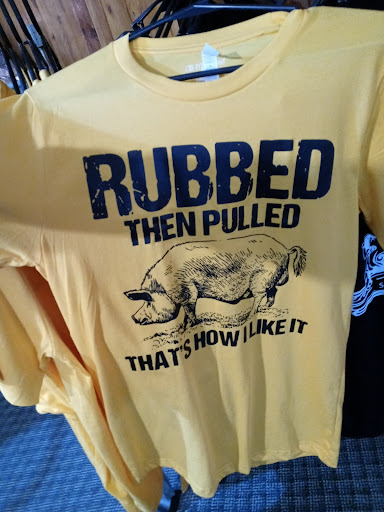 RUBBED
THEN PULLED
THAT'S HOW I LIKE IT